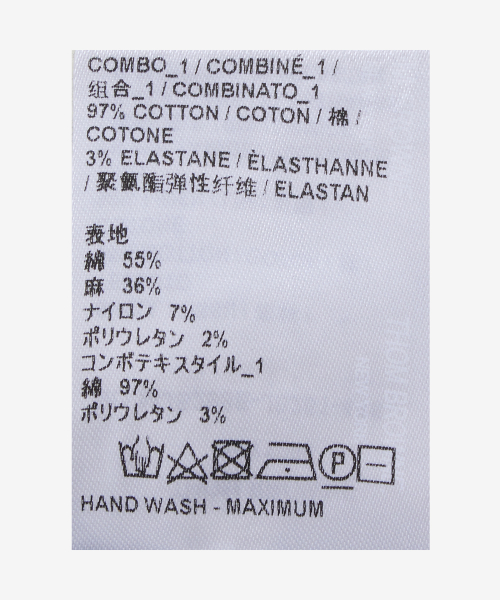 COMBO_1 / COMBINÉ_1 /
组合_1 / COMBINATO_1
97% COTTON / COTON / 棉 /
COTONE
3% ELASTANE / ÈLASTHANNE
/ 聚氨酯弹性纤维 / ELASTAN
表地
綿 55%
麻 36%
ナイロン 7%
ポリウレタン 2%
コンボテキスタイル_1
綿 97%
ポリウレタン 3%
P
HAND WASH - MAXIMUM